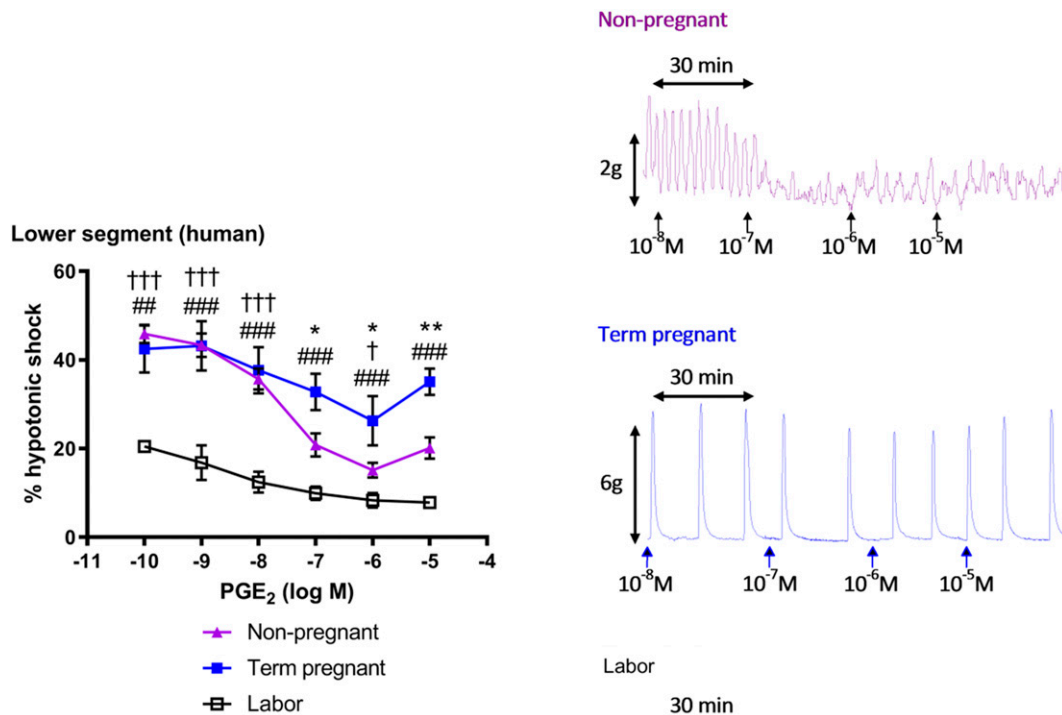 Lower segment (human)
60
40
20
0
% hypotonic shock
††† ††† ††† * * **
## ### ### ### † ### ###
-11 -10 -9 -8 -7 -6 -5 -4
PGE₂ (log M)
Non-pregnant
Term pregnant
Labor
Non-pregnant
30 min
2g
10⁻⁸M 10⁻⁷M 10⁻⁶M 10⁻⁵M
Term pregnant
30 min
6g
10⁻⁸M 10⁻⁷M 10⁻⁶M 10⁻⁵M
Labor
30 min